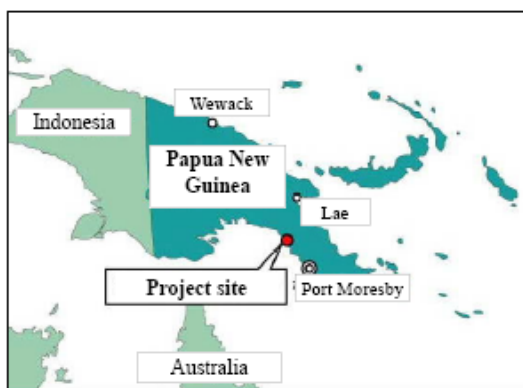 Wewack
Indonesia
Papua New
Guinea
Lae
Project site
Port Moresby
Australia